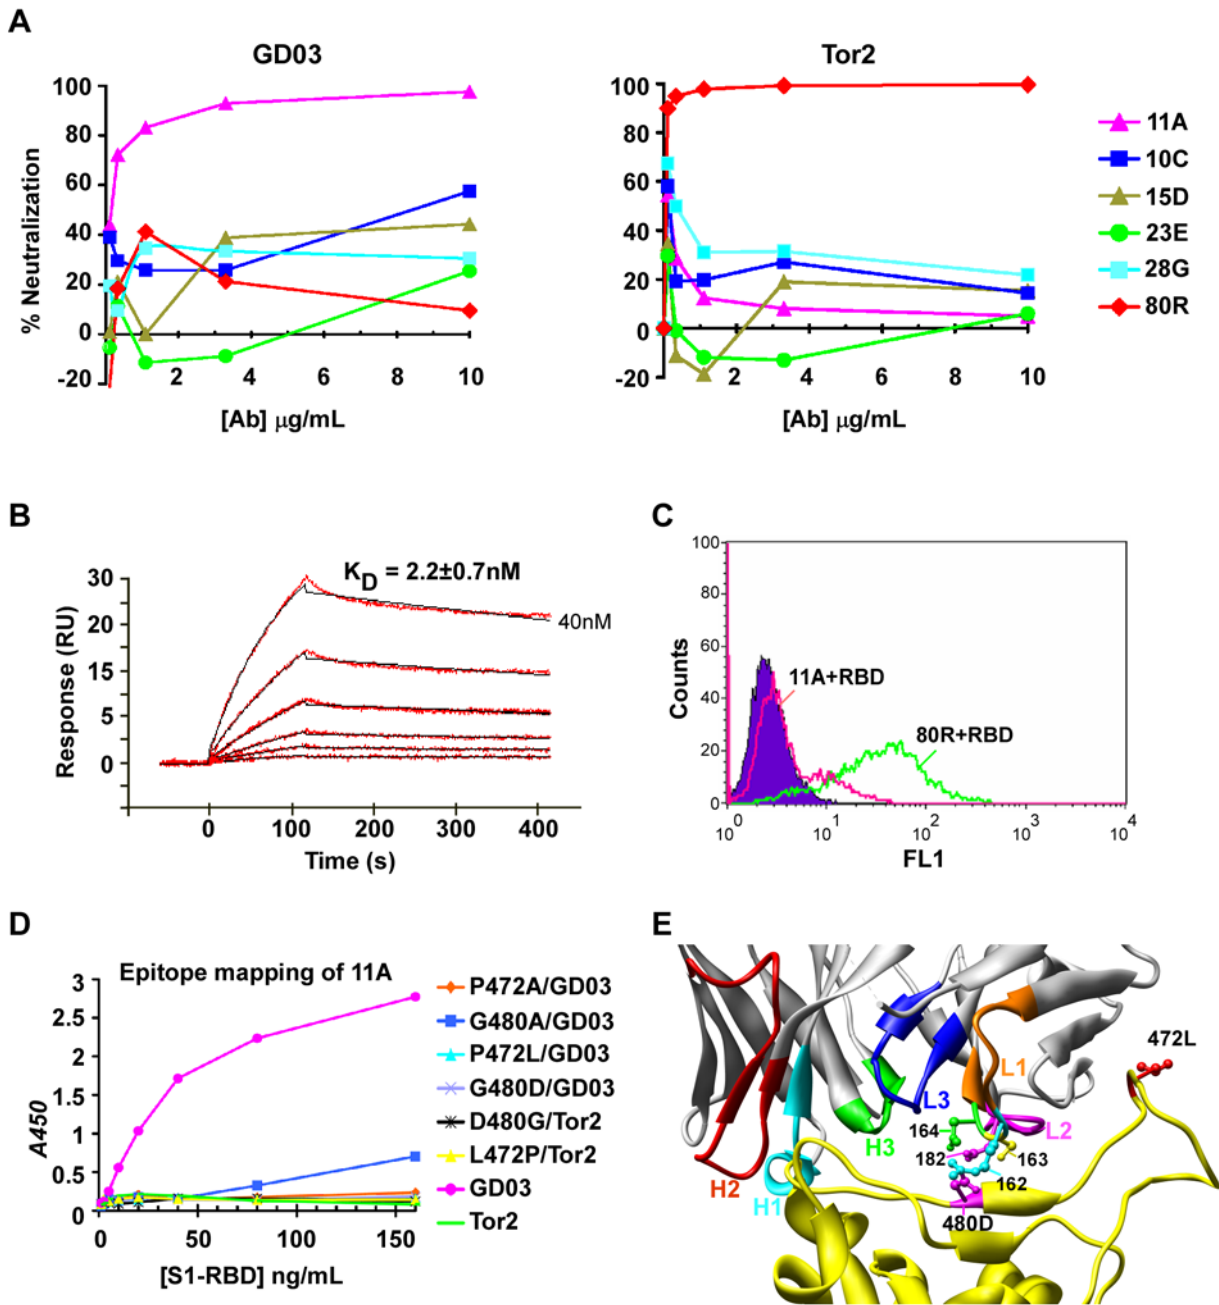 A
GD03
Tor2
% Neutralization
100
80
60
40
20
0
-20
2
4
6
8
10
[Ab] μg/mL
100
80
60
40
20
0
-20
2
4
6
8
10
[Ab] μg/mL
11A
10C
15D
23E
28G
80R
B
K_D = 2.2±0.7nM
Response (RU)
30
20
15
5
0
40nM
0 100 200 300 400
Time (s)
C
Counts
100
80
60
40
20
0
11A+RBD
80R+RBD
10^0 10^1 10^2 10^3 10^4
FL1
D
Epitope mapping of 11A
A450
3
2.5
2
1.5
1
0.5
0
0 50 100 150
[S1-RBD] ng/mL
P472A/GD03
G480A/GD03
P472L/GD03
G480D/GD03
D480G/Tor2
L472P/Tor2
GD03
Tor2
E
472L
L1
L3
L2
164
182
163
162
H3
H2
H1
480D